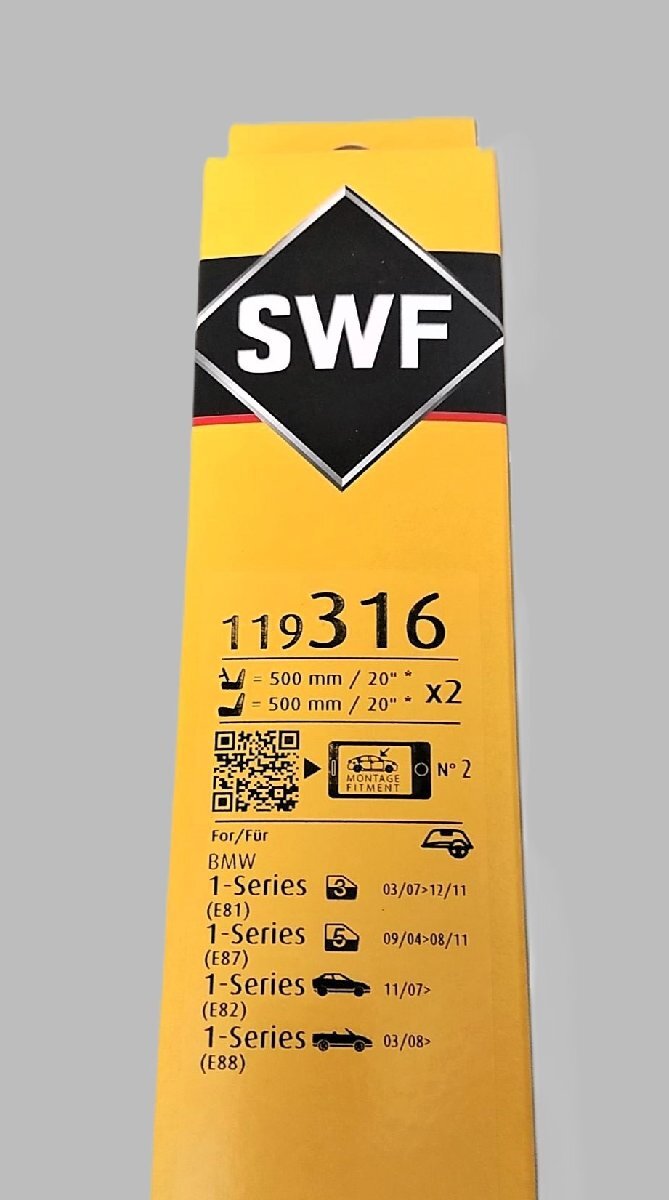 SWF
119316
= 500 mm / 20" *
= 500 mm / 20" *
x2
MONTAGE
FITMENT
N° 2
For/Für
BMW
1-Series 3 03/07>12/11
(E81)
1-Series 5 09/04>08/11
(E87)
1-Series 11/07>
(E82)
1-Series 03/08>
(E88)